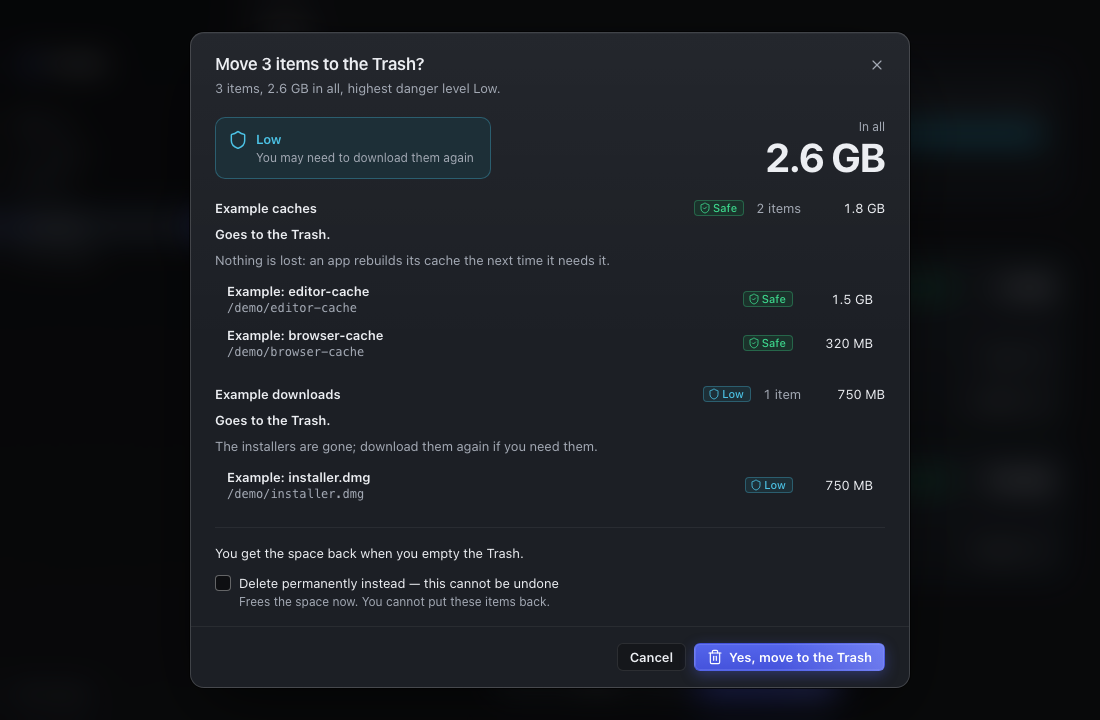 Move 3 items to the Trash?
3 items, 2.6 GB in all, highest danger level Low.
Low
You may need to download them again
In all
2.6 GB
Example caches Safe 2 items 1.8 GB
Goes to the Trash.
Nothing is lost: an app rebuilds its cache the next time it needs it.
Example: editor-cache Safe 1.5 GB
/demo/editor-cache
Example: browser-cache Safe 320 MB
/demo/browser-cache
Example downloads Low 1 item 750 MB
Goes to the Trash.
The installers are gone; download them again if you need them.
Example: installer.dmg Low 750 MB
/demo/installer.dmg
You get the space back when you empty the Trash.
Delete permanently instead — this cannot be undone
Frees the space now. You cannot put these items back.
Cancel Yes, move to the Trash